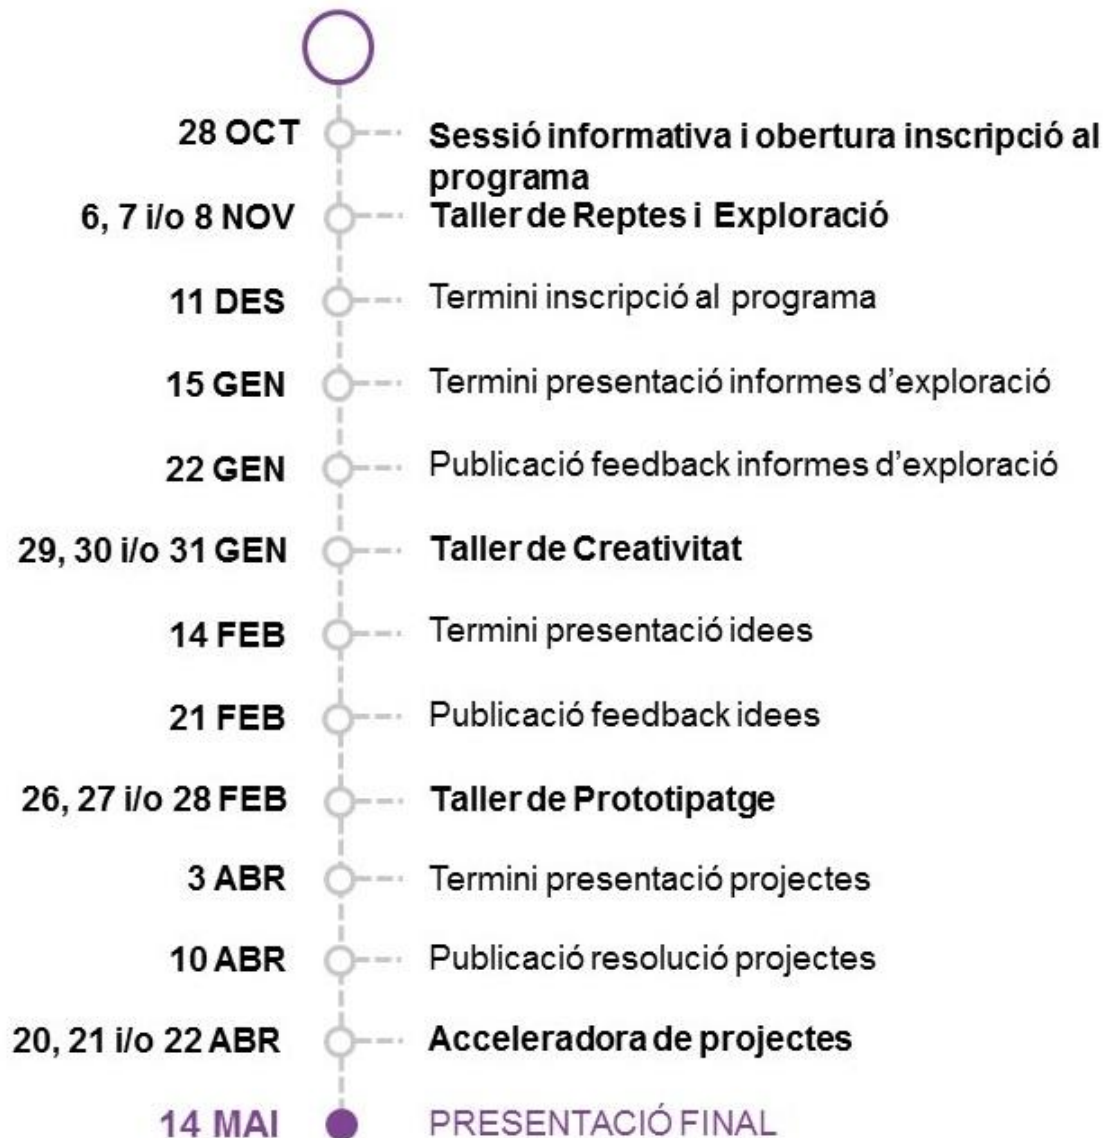 28 OCT Sessió informativa i obertura inscripció al
programa
6, 7 i/o 8 NOV Taller de Reptes i Exploració
11 DES Termini inscripció al programa
15 GEN Termini presentació informes d’exploració
22 GEN Publicació feedback informes d’exploració
29, 30 i/o 31 GEN Taller de Creativitat
14 FEB Termini presentació idees
21 FEB Publicació feedback idees
26, 27 i/o 28 FEB Taller de Prototipatge
3 ABR Termini presentació projectes
10 ABR Publicació resolució projectes
20, 21 i/o 22 ABR Acceleradora de projectes
14 MAI PRESENTACIÓ FINAL